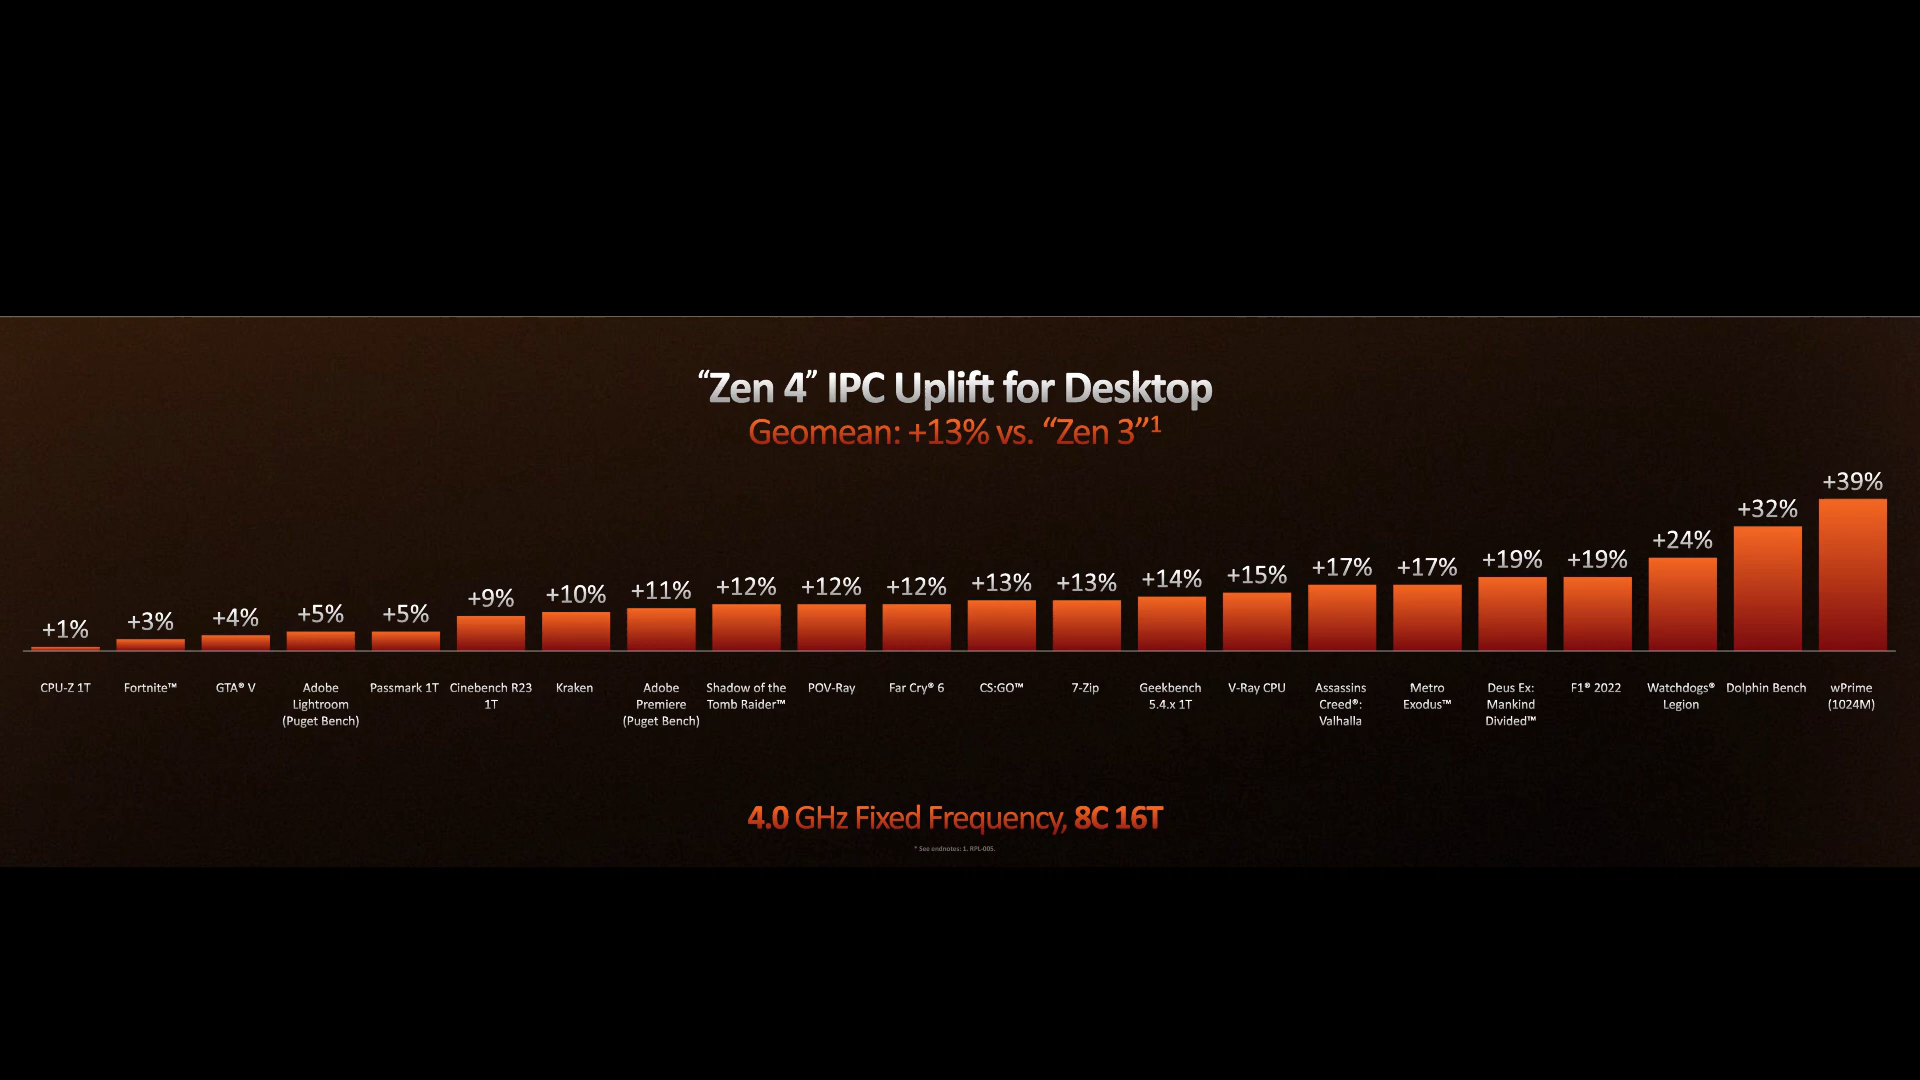 “Zen 4” IPC Uplift for Desktop
Geomean: +13% vs. “Zen 3”1
+1%
+3%
+4%
+5%
+5%
+9%
+10%
+11%
+12%
+12%
+12%
+13%
+13%
+14%
+15%
+17%
+17%
+19%
+19%
+24%
+32%
+39%
CPU-Z 1T
Fortnite™
GTA® V
Adobe
Lightroom
(Puget Bench)
Passmark 1T
Cinebench R23
1T
Kraken
Adobe
Premiere
(Puget Bench)
Shadow of the
Tomb Raider™
POV-Ray
Far Cry® 6
CS:GO™
7-Zip
Geekbench
5.4.x 1T
V-Ray CPU
Assassins
Creed®:
Valhalla
Metro
Exodus™
Deus Ex:
Mankind
Divided™
F1® 2022
Watchdogs®
Legion
Dolphin Bench
wPrime
(1024M)
4.0 GHz Fixed Frequency, 8C 16T
* See endnotes: 1. RPL-005.